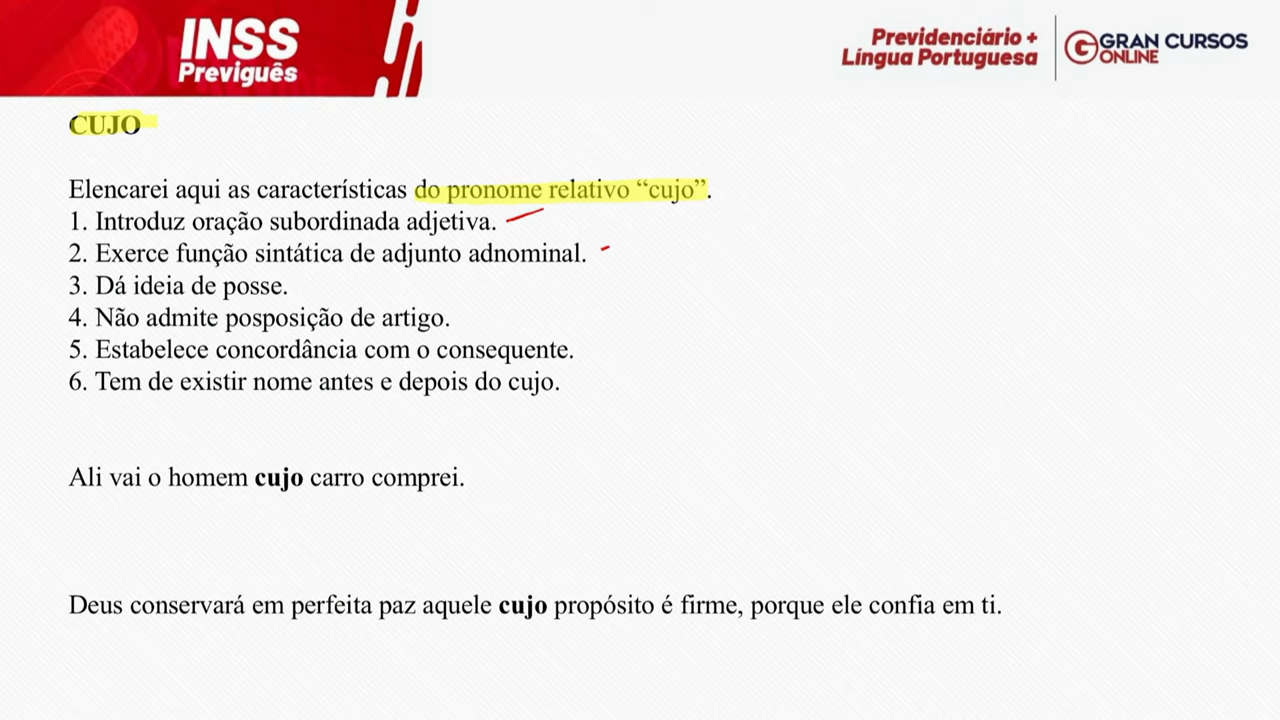 INSS
Previguês
Previdenciário +
Língua Portuguesa
GRAN CURSOS
ONLINE
CUJO
Elencarei aqui as características do pronome relativo “cujo”.
1. Introduz oração subordinada adjetiva.
2. Exerce função sintática de adjunto adnominal.
3. Dá ideia de posse.
4. Não admite posposição de artigo.
5. Estabelece concordância com o consequente.
6. Tem de existir nome antes e depois do cujo.
Ali vai o homem cujo carro comprei.
Deus conservará em perfeita paz aquele cujo propósito é firme, porque ele confia em ti.